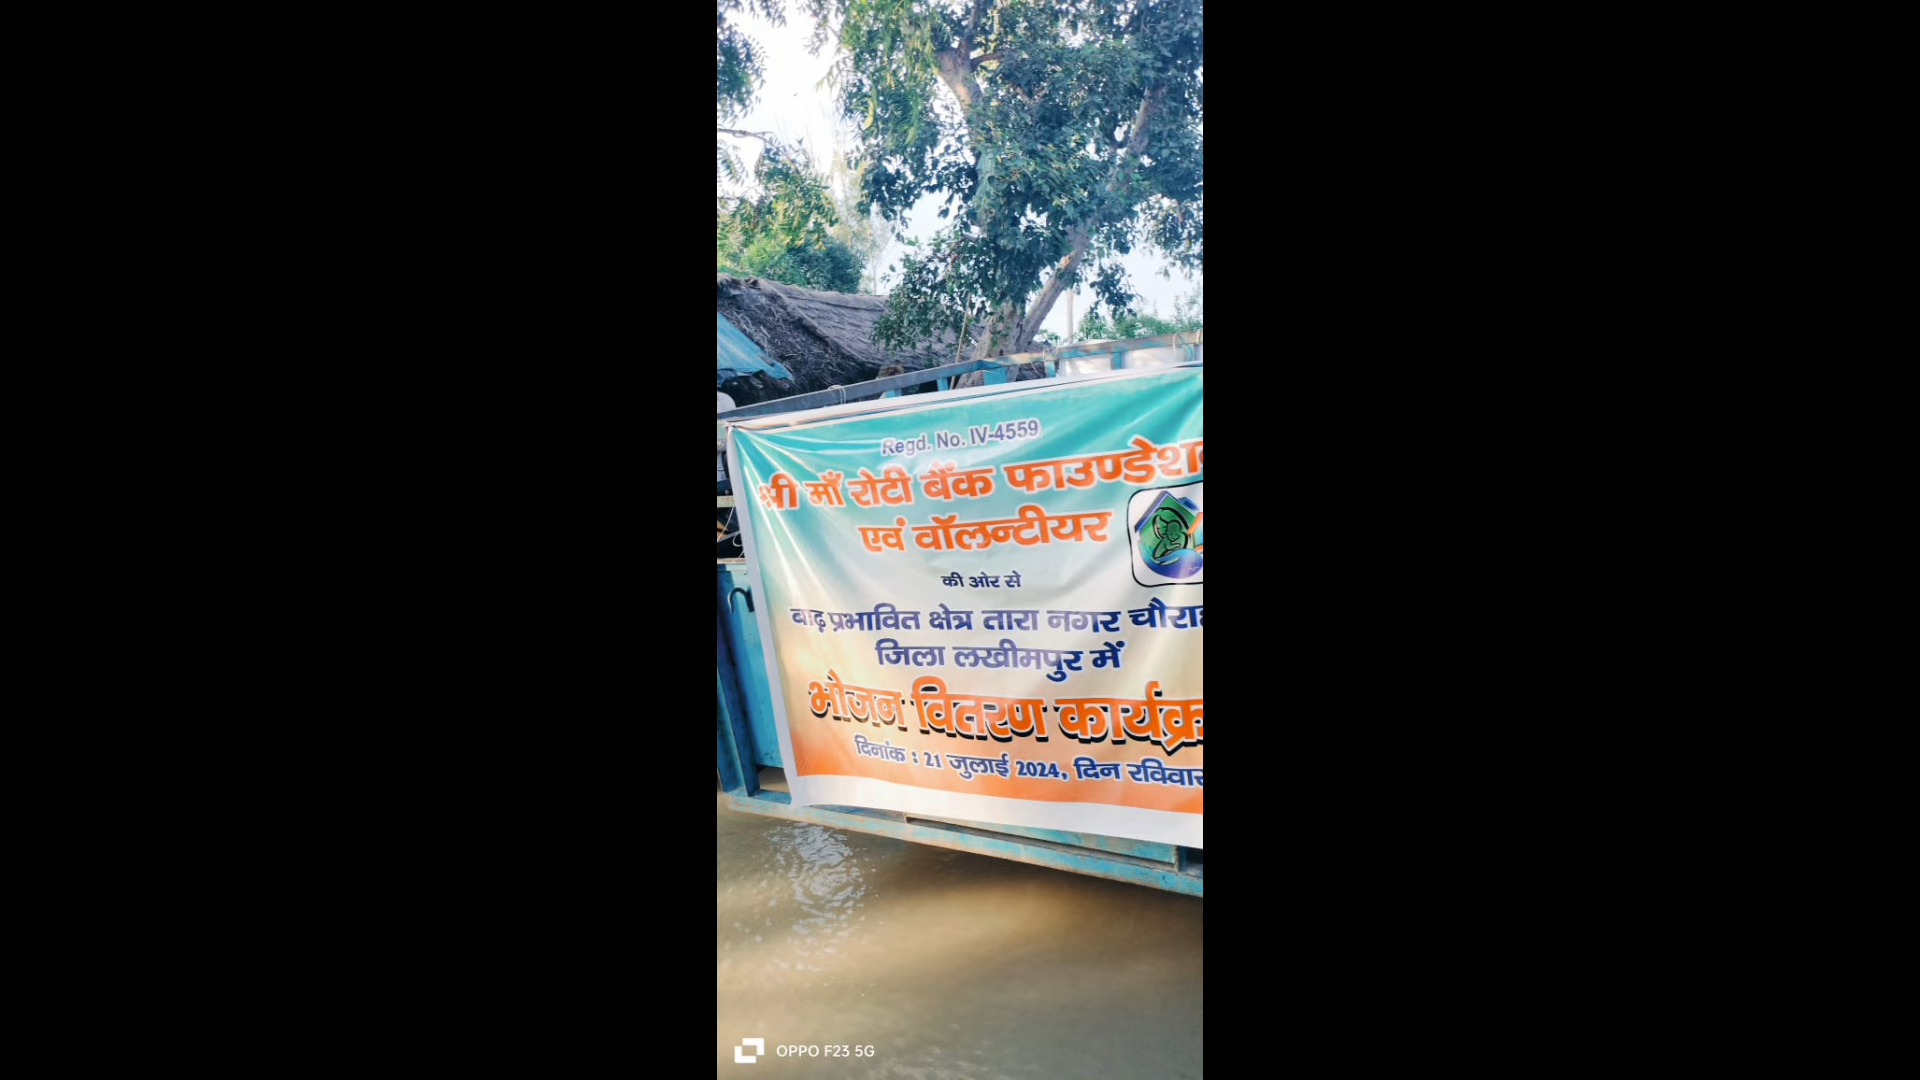 Regd. No. IV-4559
श्री माँ रोटी बैंक फाउण्डेशन
एवं वॉलन्टीयर
की ओर से
बाढ़ प्रभावित क्षेत्र तारा नगर चौराहा
जिला लखीमपुर में
भोजन वितरण कार्यक्र
दिनांक : 21 जुलाई 2024, दिन रविवार
OPPO F23 5G